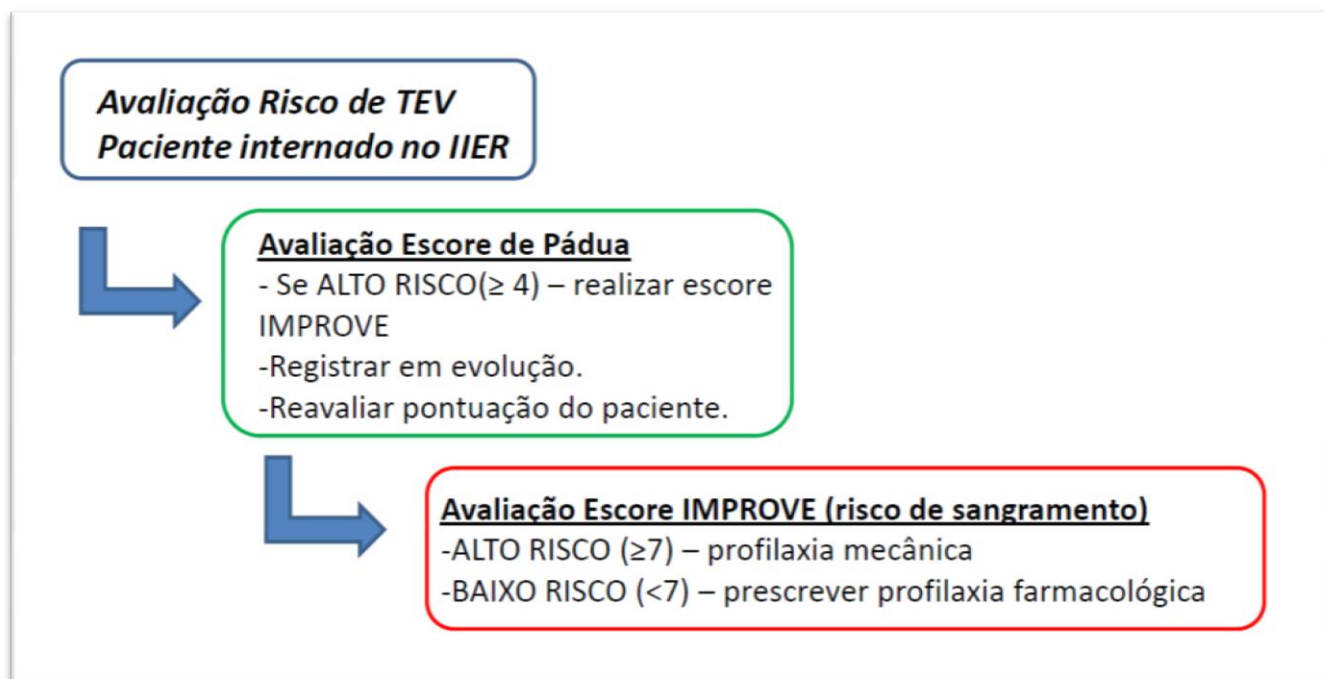 Avaliação Risco de TEV
Paciente internado no IIER
Avaliação Escore de Pádua
- Se ALTO RISCO(≥ 4) – realizar escore
IMPROVE
-Registrar em evolução.
-Reavaliar pontuação do paciente.
Avaliação Escore IMPROVE (risco de sangramento)
-ALTO RISCO (≥7) – profilaxia mecânica
-BAIXO RISCO (<7) – prescrever profilaxia farmacológica